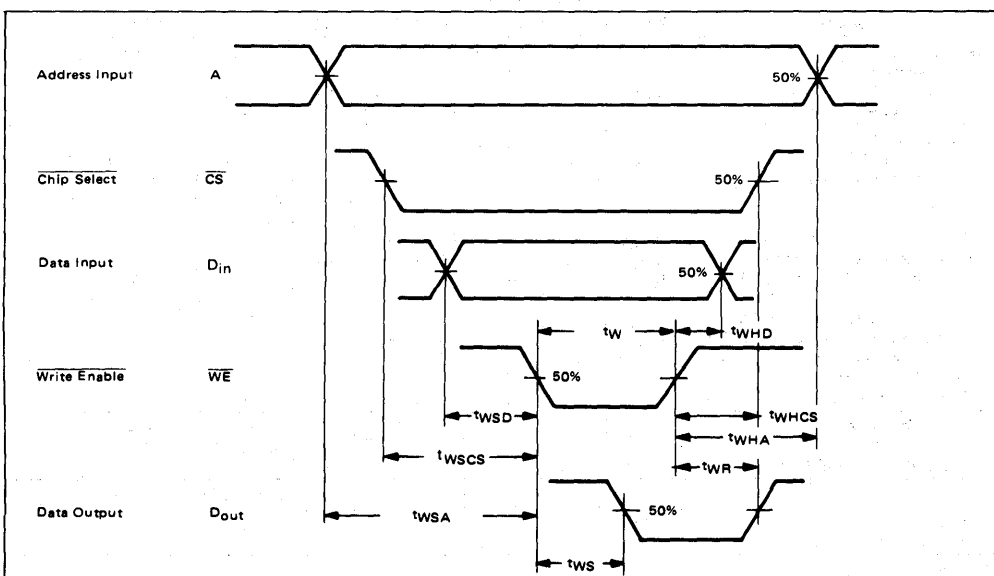 Address Input A 50%
Chip Select CS 50%
Data Input Din 50%
tW tWHD
Write Enable WE 50%
tWSD tWHCS
tWHA
tWSCS
tWR
Data Output Dout tWSA 50%
tWS